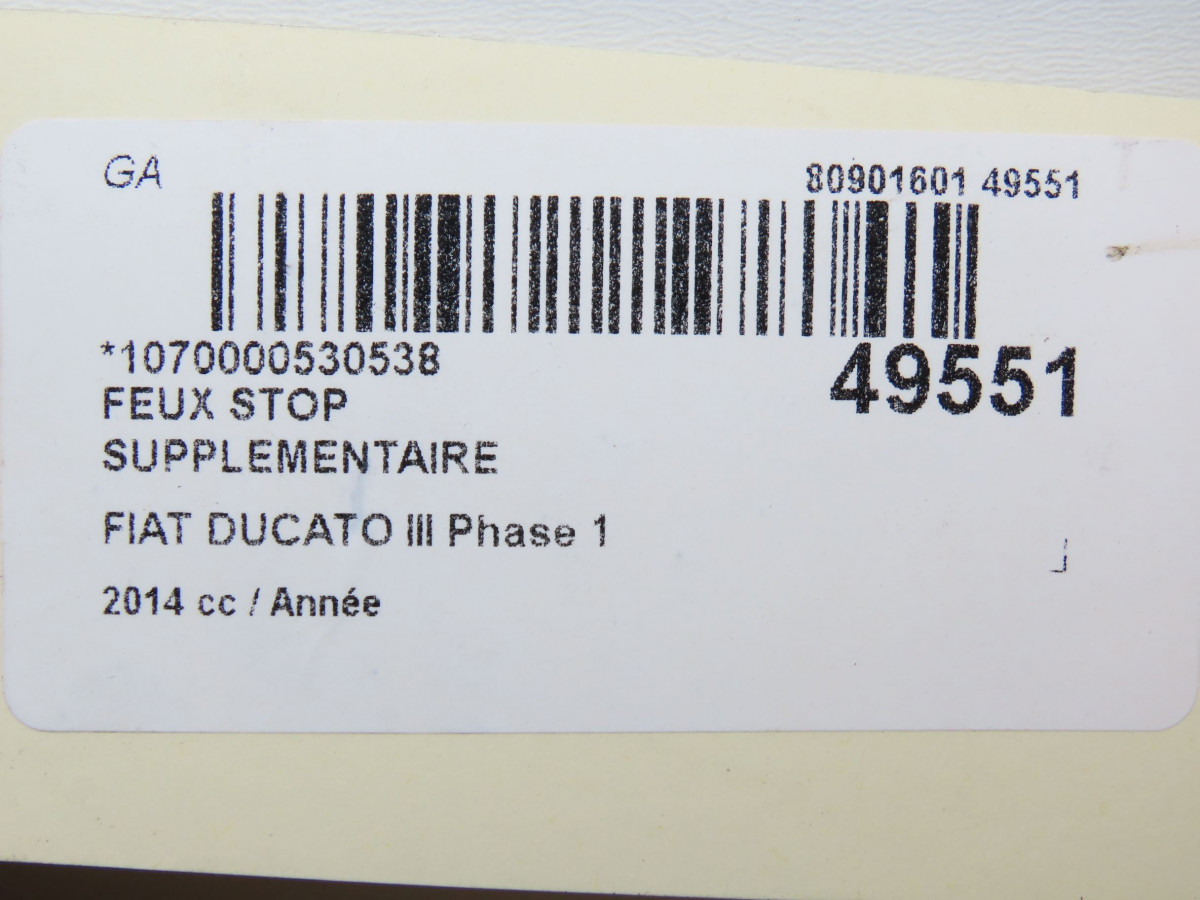 GA
80901601 49551
*1070000530538
49551
FEUX STOP
SUPPLEMENTAIRE
FIAT DUCATO III Phase 1
2014 cc / Année